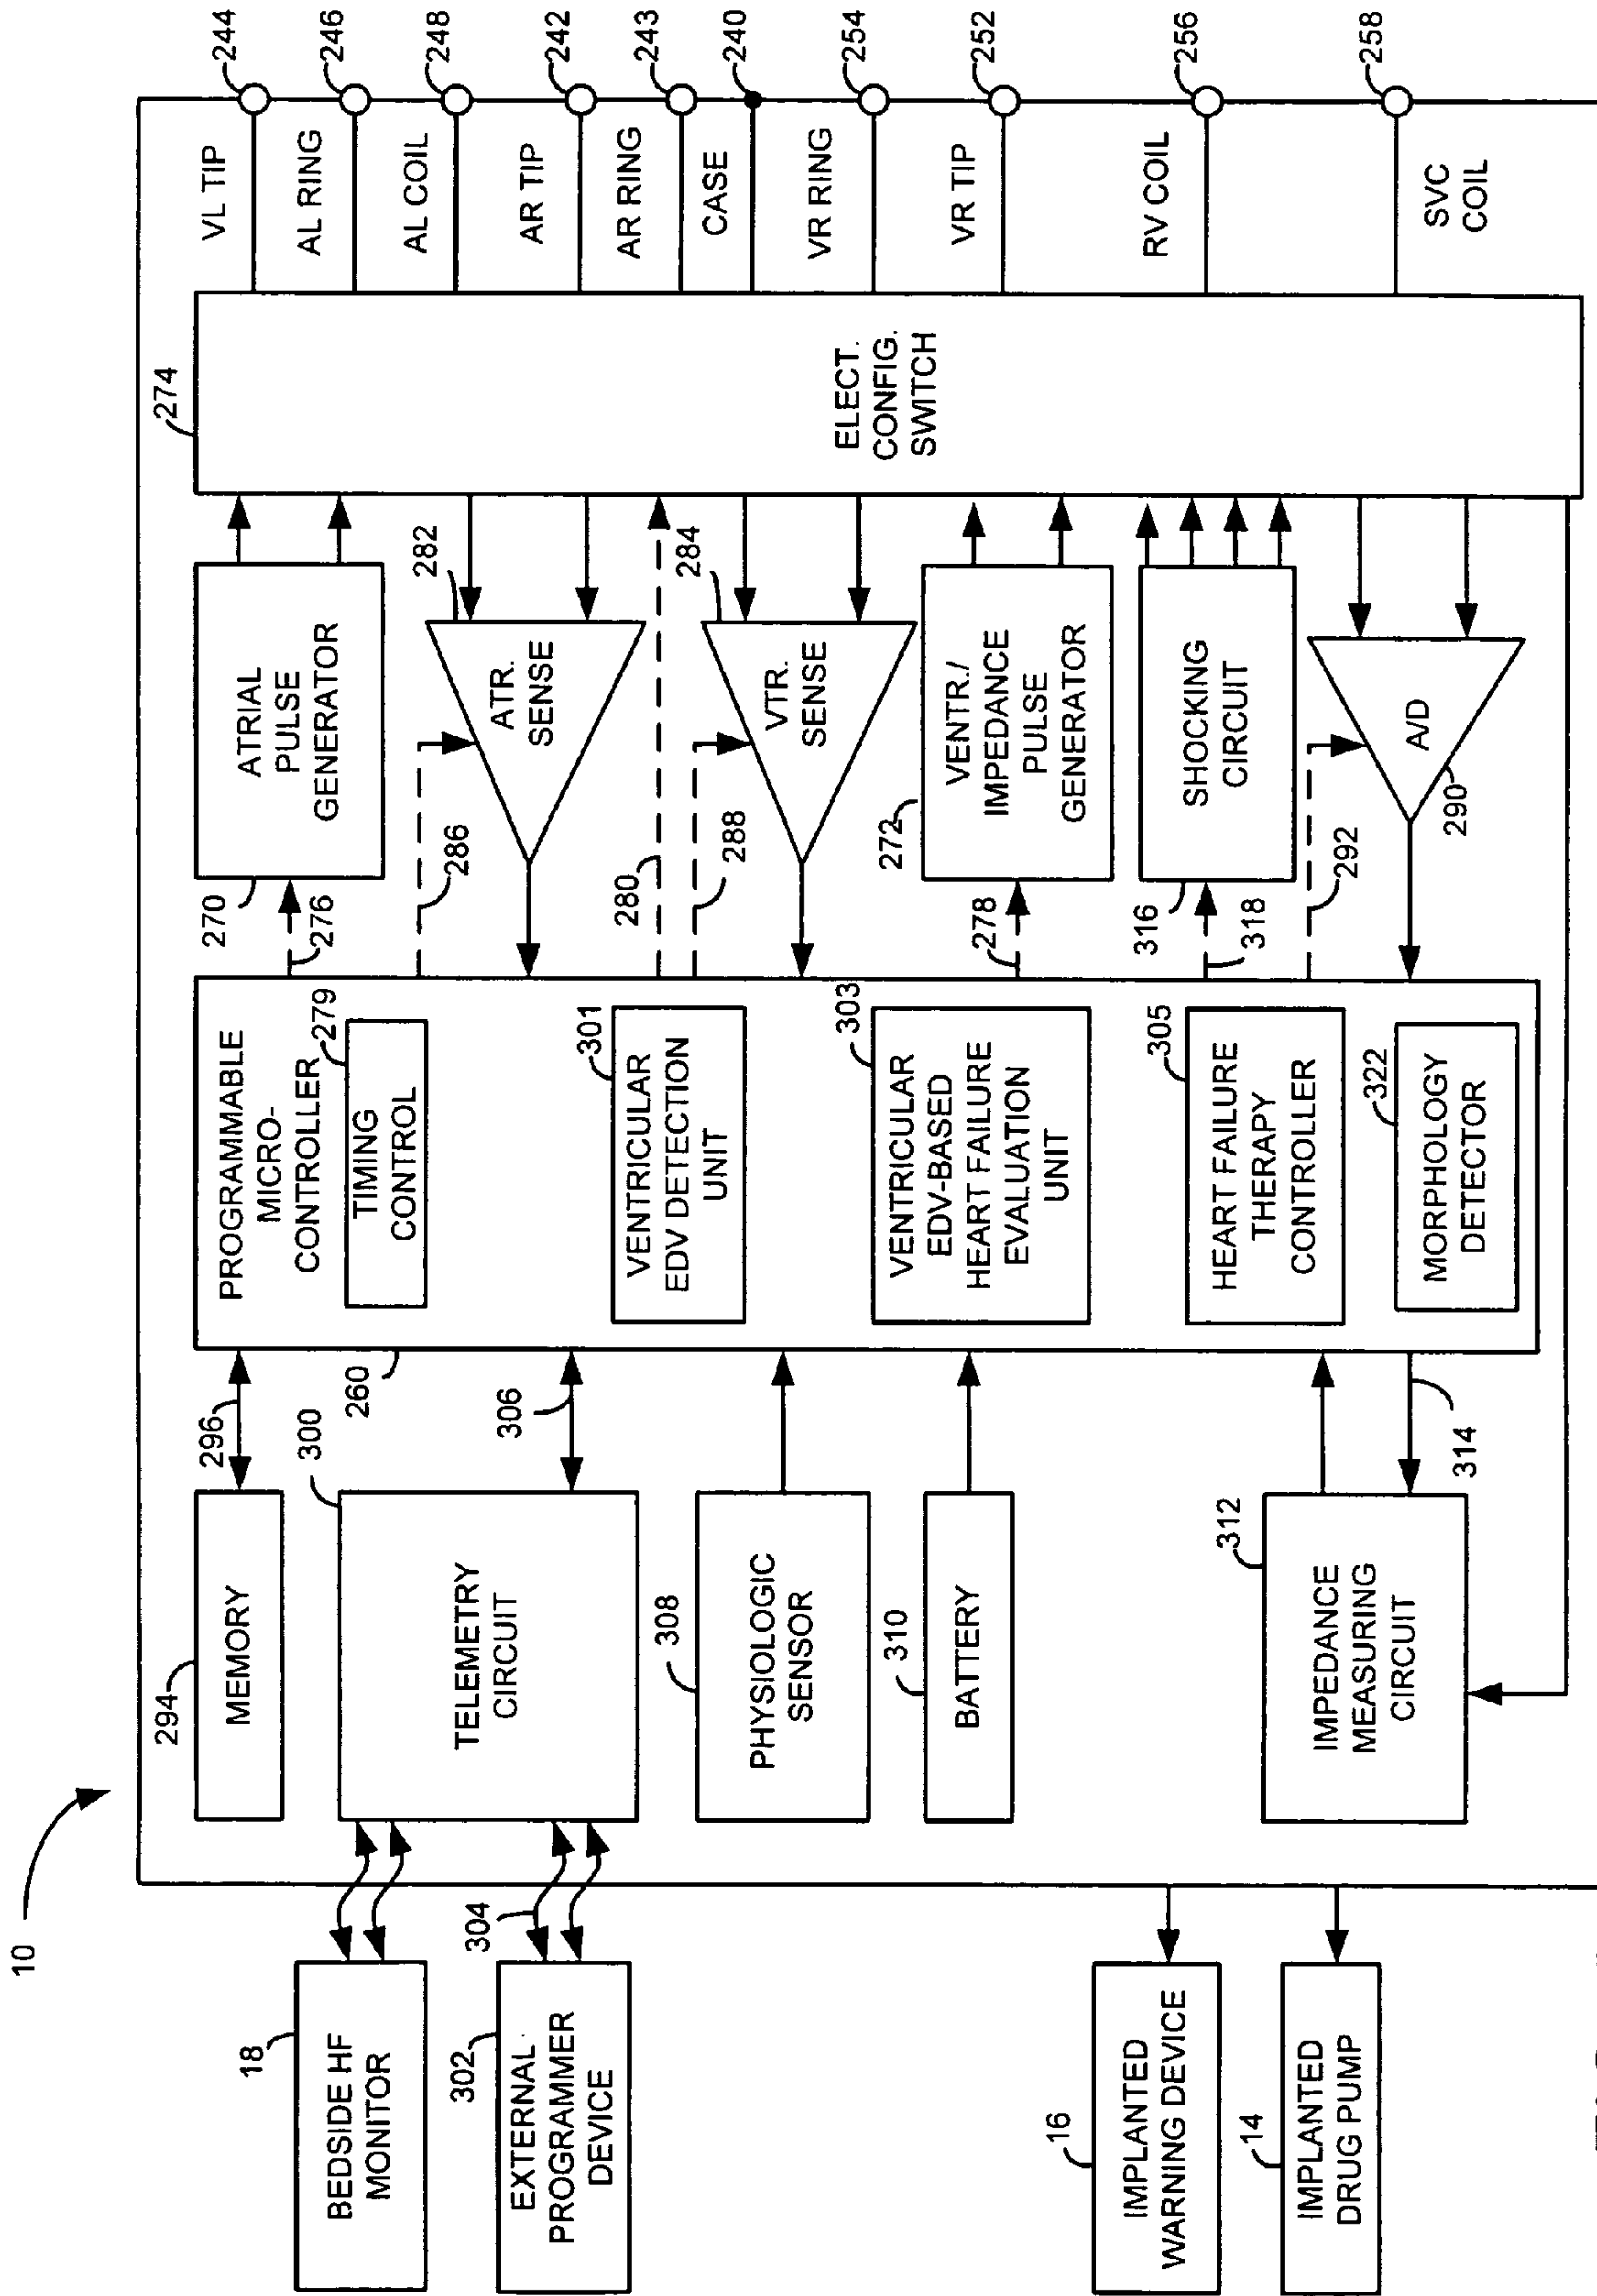 10
244
246
248
242
243
240
254
252
256
258
VL TIP
AL RING
AL COIL
AR TIP
AR RING
CASE
VR RING
VR TIP
RV COIL
SVC
COIL
274
ELECT.
CONFIG.
SWITCH
ATRIAL
PULSE
GENERATOR
270
276
282
ATR.
SENSE
286
280
284
VTR.
SENSE
288
VENTR./
IMPEDANCE
PULSE
GENERATOR
272
278
SHOCKING
CIRCUIT
316
318
A/D
290
292
PROGRAMMABLE
MICRO-
CONTROLLER
279
TIMING
CONTROL
301
VENTRICULAR
EDV DETECTION
UNIT
303
VENTRICULAR
EDV-BASED
HEART FAILURE
EVALUATION
UNIT
305
HEART FAILURE
THERAPY
CONTROLLER
322
MORPHOLOGY
DETECTOR
260
296
306
314
294
MEMORY
300
TELEMETRY
CIRCUIT
308
PHYSIOLOGIC
SENSOR
310
BATTERY
312
IMPEDANCE
MEASURING
CIRCUIT
304
18
BEDSIDE HF
MONITOR
302
EXTERNAL
PROGRAMMER
DEVICE
16
IMPLANTED
WARNING DEVICE
14
IMPLANTED
DRUG PUMP